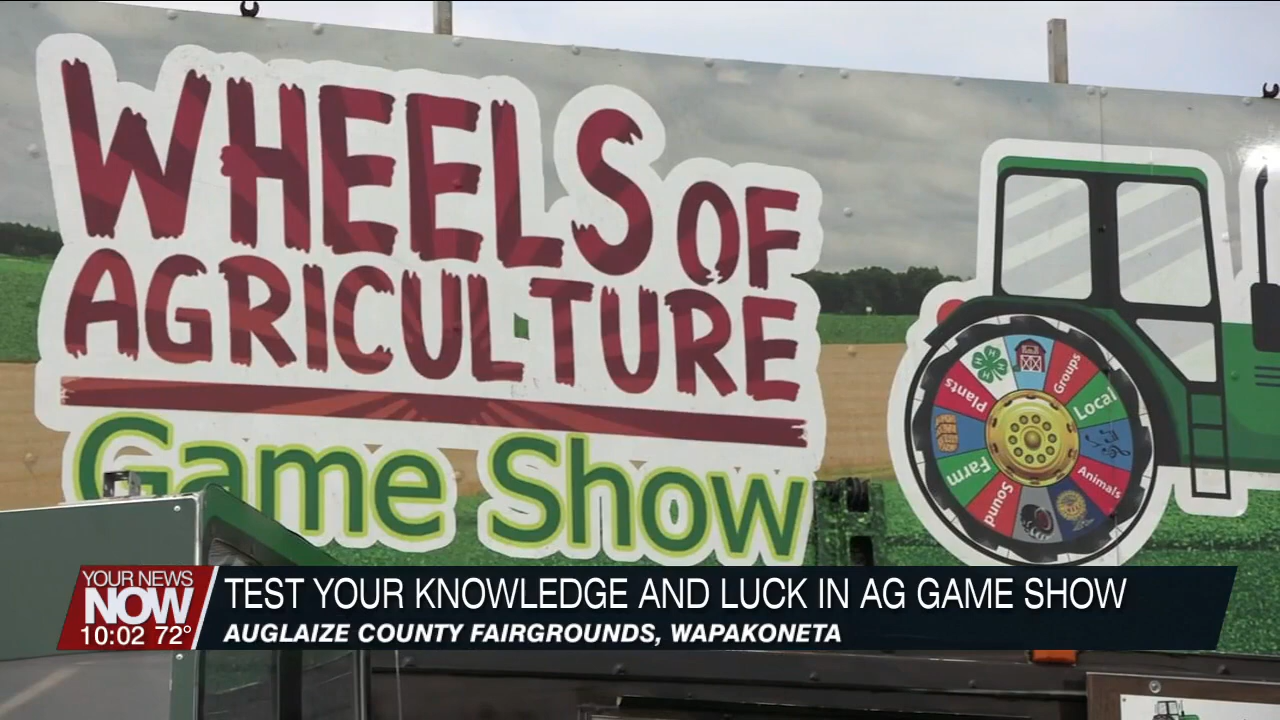 WHEELS OF
AGRICULTURE
Game Show
Groups
Local
Animals
Sound
Farm
Plants
YOUR NEWS
NOW
10:02 72°
TEST YOUR KNOWLEDGE AND LUCK IN AG GAME SHOW
AUGLAIZE COUNTY FAIRGROUNDS, WAPAKONETA